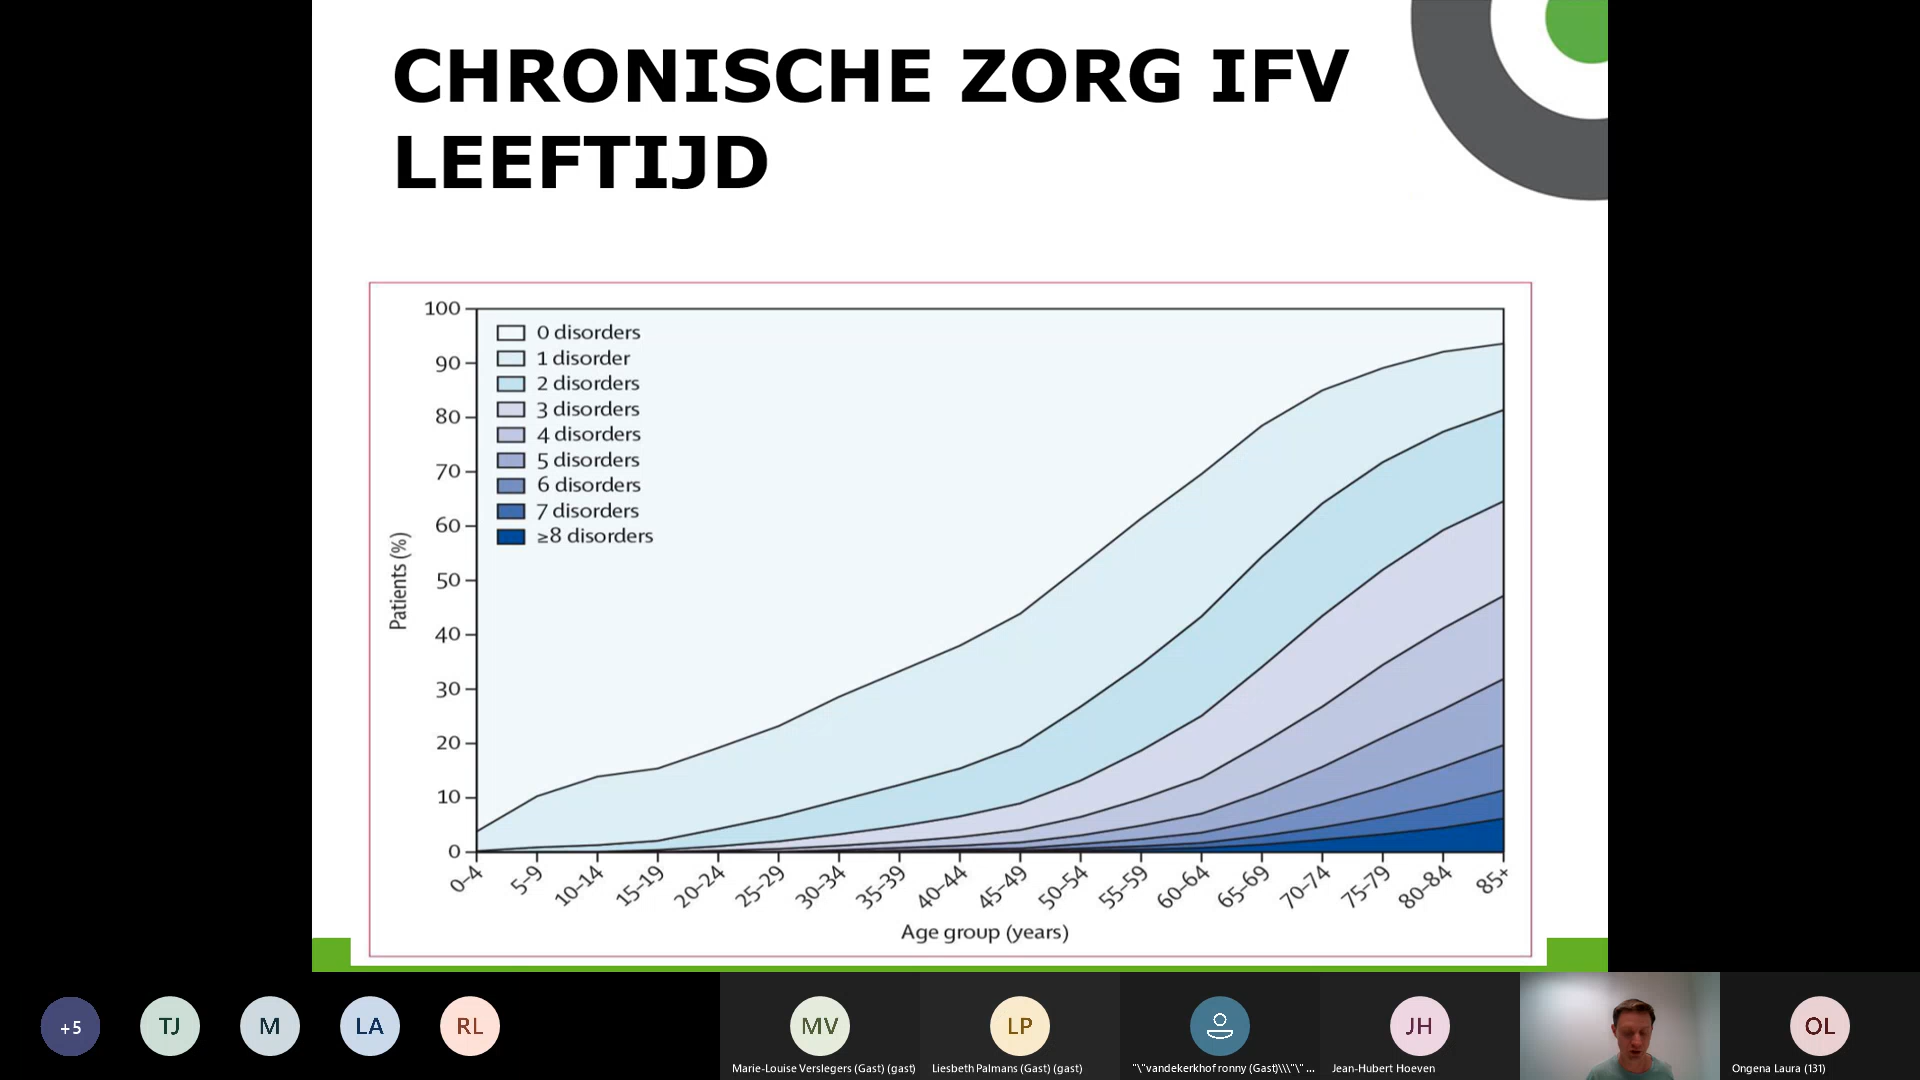 CHRONISCHE ZORG IFV
LEEFTIJD
100
90
80
70
60
50
40
30
20
10
0
Patients (%)
0 disorders
1 disorder
2 disorders
3 disorders
4 disorders
5 disorders
6 disorders
7 disorders
≥8 disorders
0–4
5–9
10–14
15–19
20–24
25–29
30–34
35–39
40–44
45–49
50–54
55–59
60–64
65–69
70–74
75–79
80–84
85+
Age group (years)
+5
TJ
M
LA
RL
MV
LP
JH
OL
Marie-Louise Verslegers (Gast) (gast)
Liesbeth Palmans (Gast) (gast)
"\"vandekerkhof ronny (Gast)\\\"\" ...
Jean-Hubert Hoeven
Ongena Laura (131)